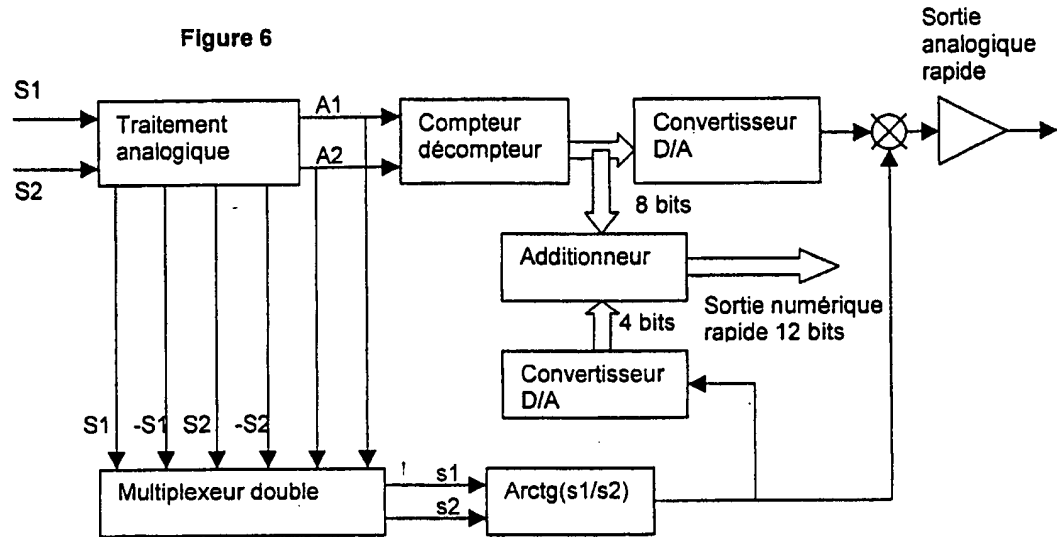 Figure 6
Sortie
analogique
rapide
S1
S2
Traitement
analogique
A1
A2
Compteur
décompteur
Convertisseur
D/A
8 bits
Additionneur
Sortie numérique
rapide 12 bits
4 bits
Convertisseur
D/A
S1 -S1 S2 -S2
Multiplexeur double
s1
s2
Arctg(s1/s2)